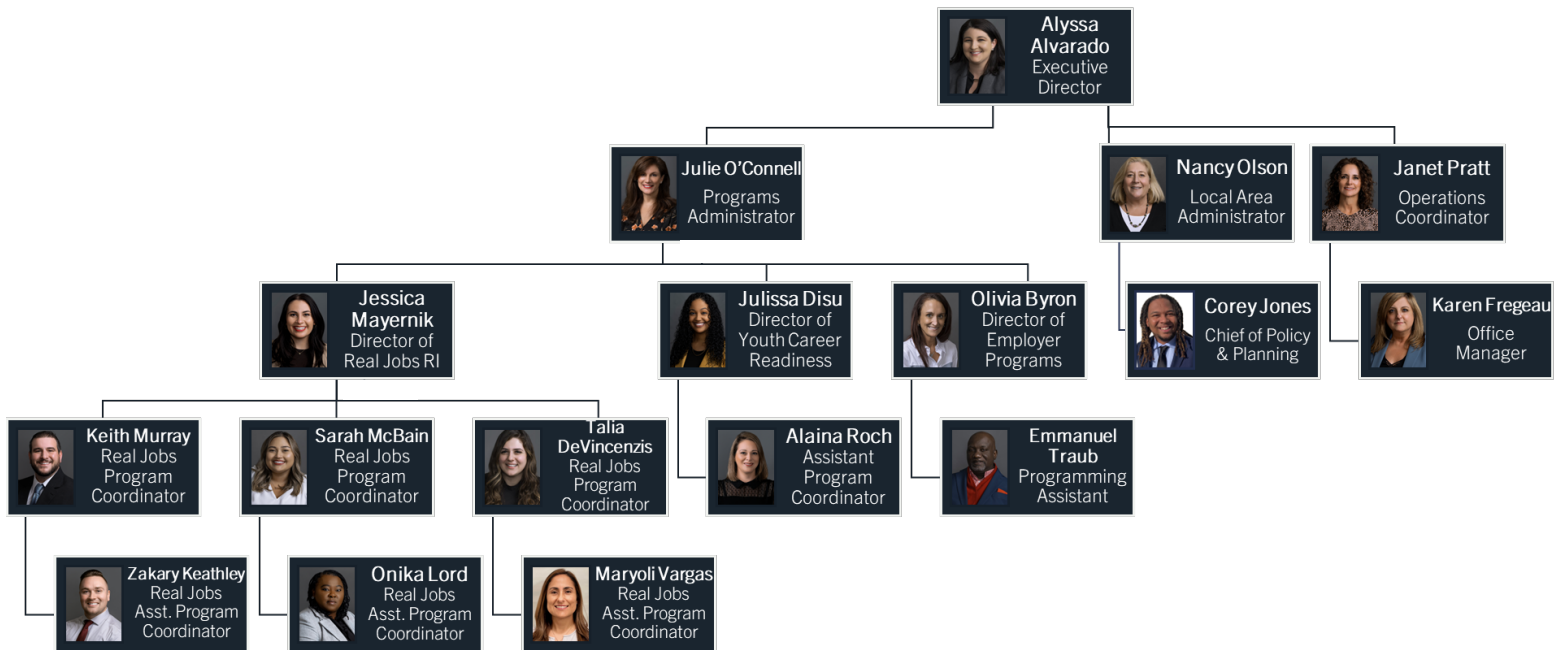 Alyssa
Alvarado
Executive
Director
Julie O’Connell
Programs
Administrator
Nancy Olson
Local Area
Administrator
Janet Pratt
Operations
Coordinator
Jessica
Mayernik
Director of
Real Jobs RI
Julissa Disu
Director of
Youth Career
Readiness
Olivia Byron
Director of
Employer
Programs
Corey Jones
Chief of Policy
& Planning
Karen Fregeau
Office
Manager
Keith Murray
Real Jobs
Program
Coordinator
Sarah McBain
Real Jobs
Program
Coordinator
Talia
DeVincenzis
Real Jobs
Program
Coordinator
Alaina Roch
Assistant
Program
Coordinator
Emmanuel
Traub
Programming
Assistant
Zakary Keathley
Real Jobs
Asst. Program
Coordinator
Onika Lord
Real Jobs
Asst. Program
Coordinator
Maryoli Vargas
Real Jobs
Asst. Program
Coordinator